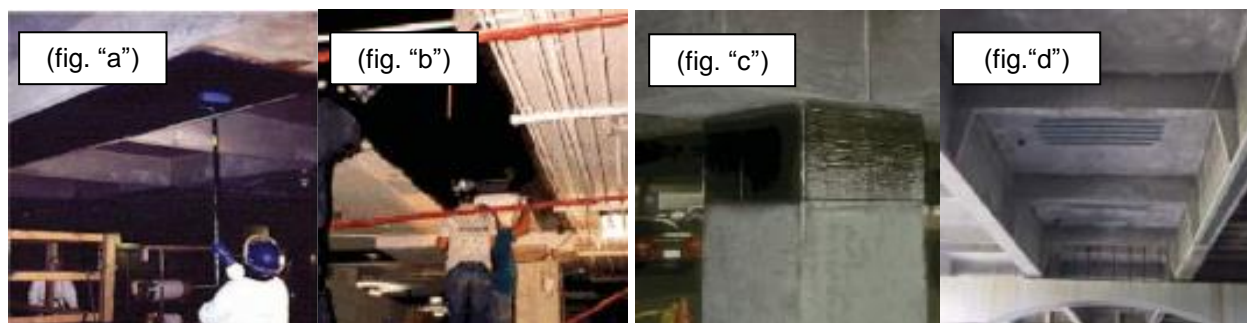 (fig. “a”)
(fig. “b”)
(fig. “c”)
(fig.“d”)